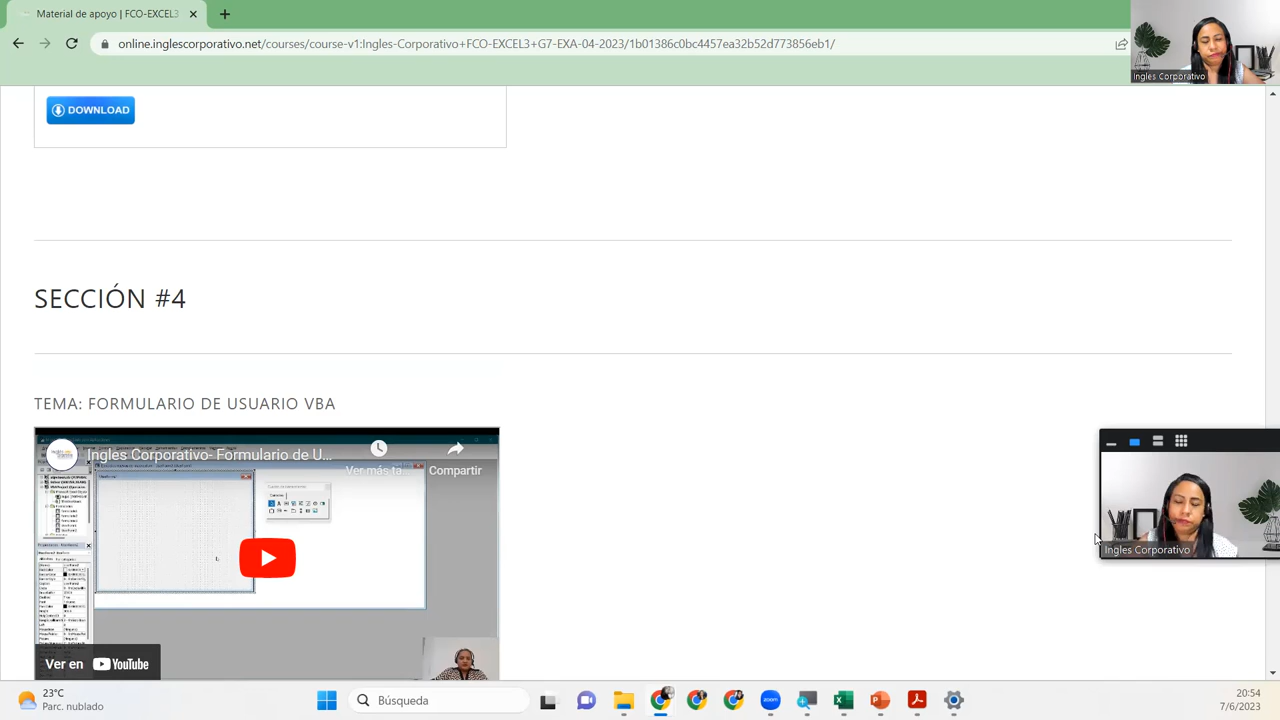 Material de apoyo | FCO-EXCEL3
online.inglescorporativo.net/courses/course-v1:Ingles-Corporativo+FCO-EXCEL3+G7-EXA-04-2023/1b01386c0bc4457ea32b52d773856eb1/
Ingles Corporativo
DOWNLOAD
SECCIÓN #4
TEMA: FORMULARIO DE USUARIO VBA
Ingles Corporativo- Formulario de U...
Ver más ta...
Compartir
Ingles Corporativo
Ver en YouTube
23°C
Parc. nublado
Búsqueda
zoom
20:54
7/6/2023